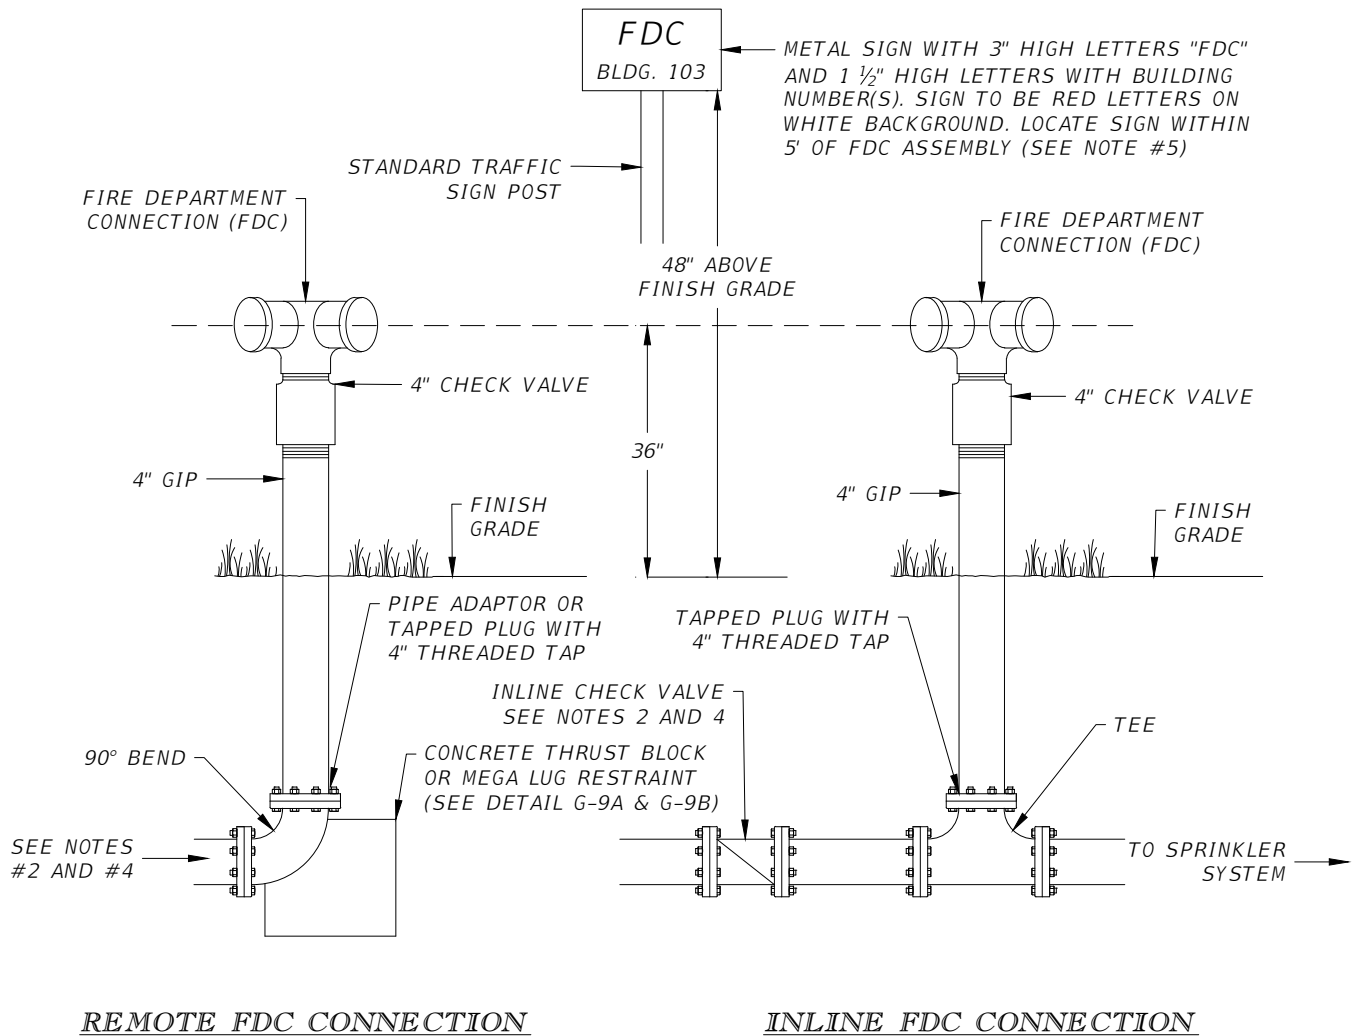 FDC
BLDG. 103
METAL SIGN WITH 3" HIGH LETTERS "FDC"
AND 1 ½" HIGH LETTERS WITH BUILDING
NUMBER(S). SIGN TO BE RED LETTERS ON
WHITE BACKGROUND. LOCATE SIGN WITHIN
5' OF FDC ASSEMBLY (SEE NOTE #5)
STANDARD TRAFFIC
SIGN POST
FIRE DEPARTMENT
CONNECTION (FDC)
FIRE DEPARTMENT
CONNECTION (FDC)
48" ABOVE
FINISH GRADE
4" CHECK VALVE
4" CHECK VALVE
36"
4" GIP
4" GIP
FINISH
GRADE
FINISH
GRADE
PIPE ADAPTOR OR
TAPPED PLUG WITH
4" THREADED TAP
TAPPED PLUG WITH
4" THREADED TAP
INLINE CHECK VALVE
SEE NOTES 2 AND 4
TEE
90° BEND
CONCRETE THRUST BLOCK
OR MEGA LUG RESTRAINT
(SEE DETAIL G-9A & G-9B)
SEE NOTES
#2 AND #4
TO SPRINKLER
SYSTEM
REMOTE FDC CONNECTION
INLINE FDC CONNECTION